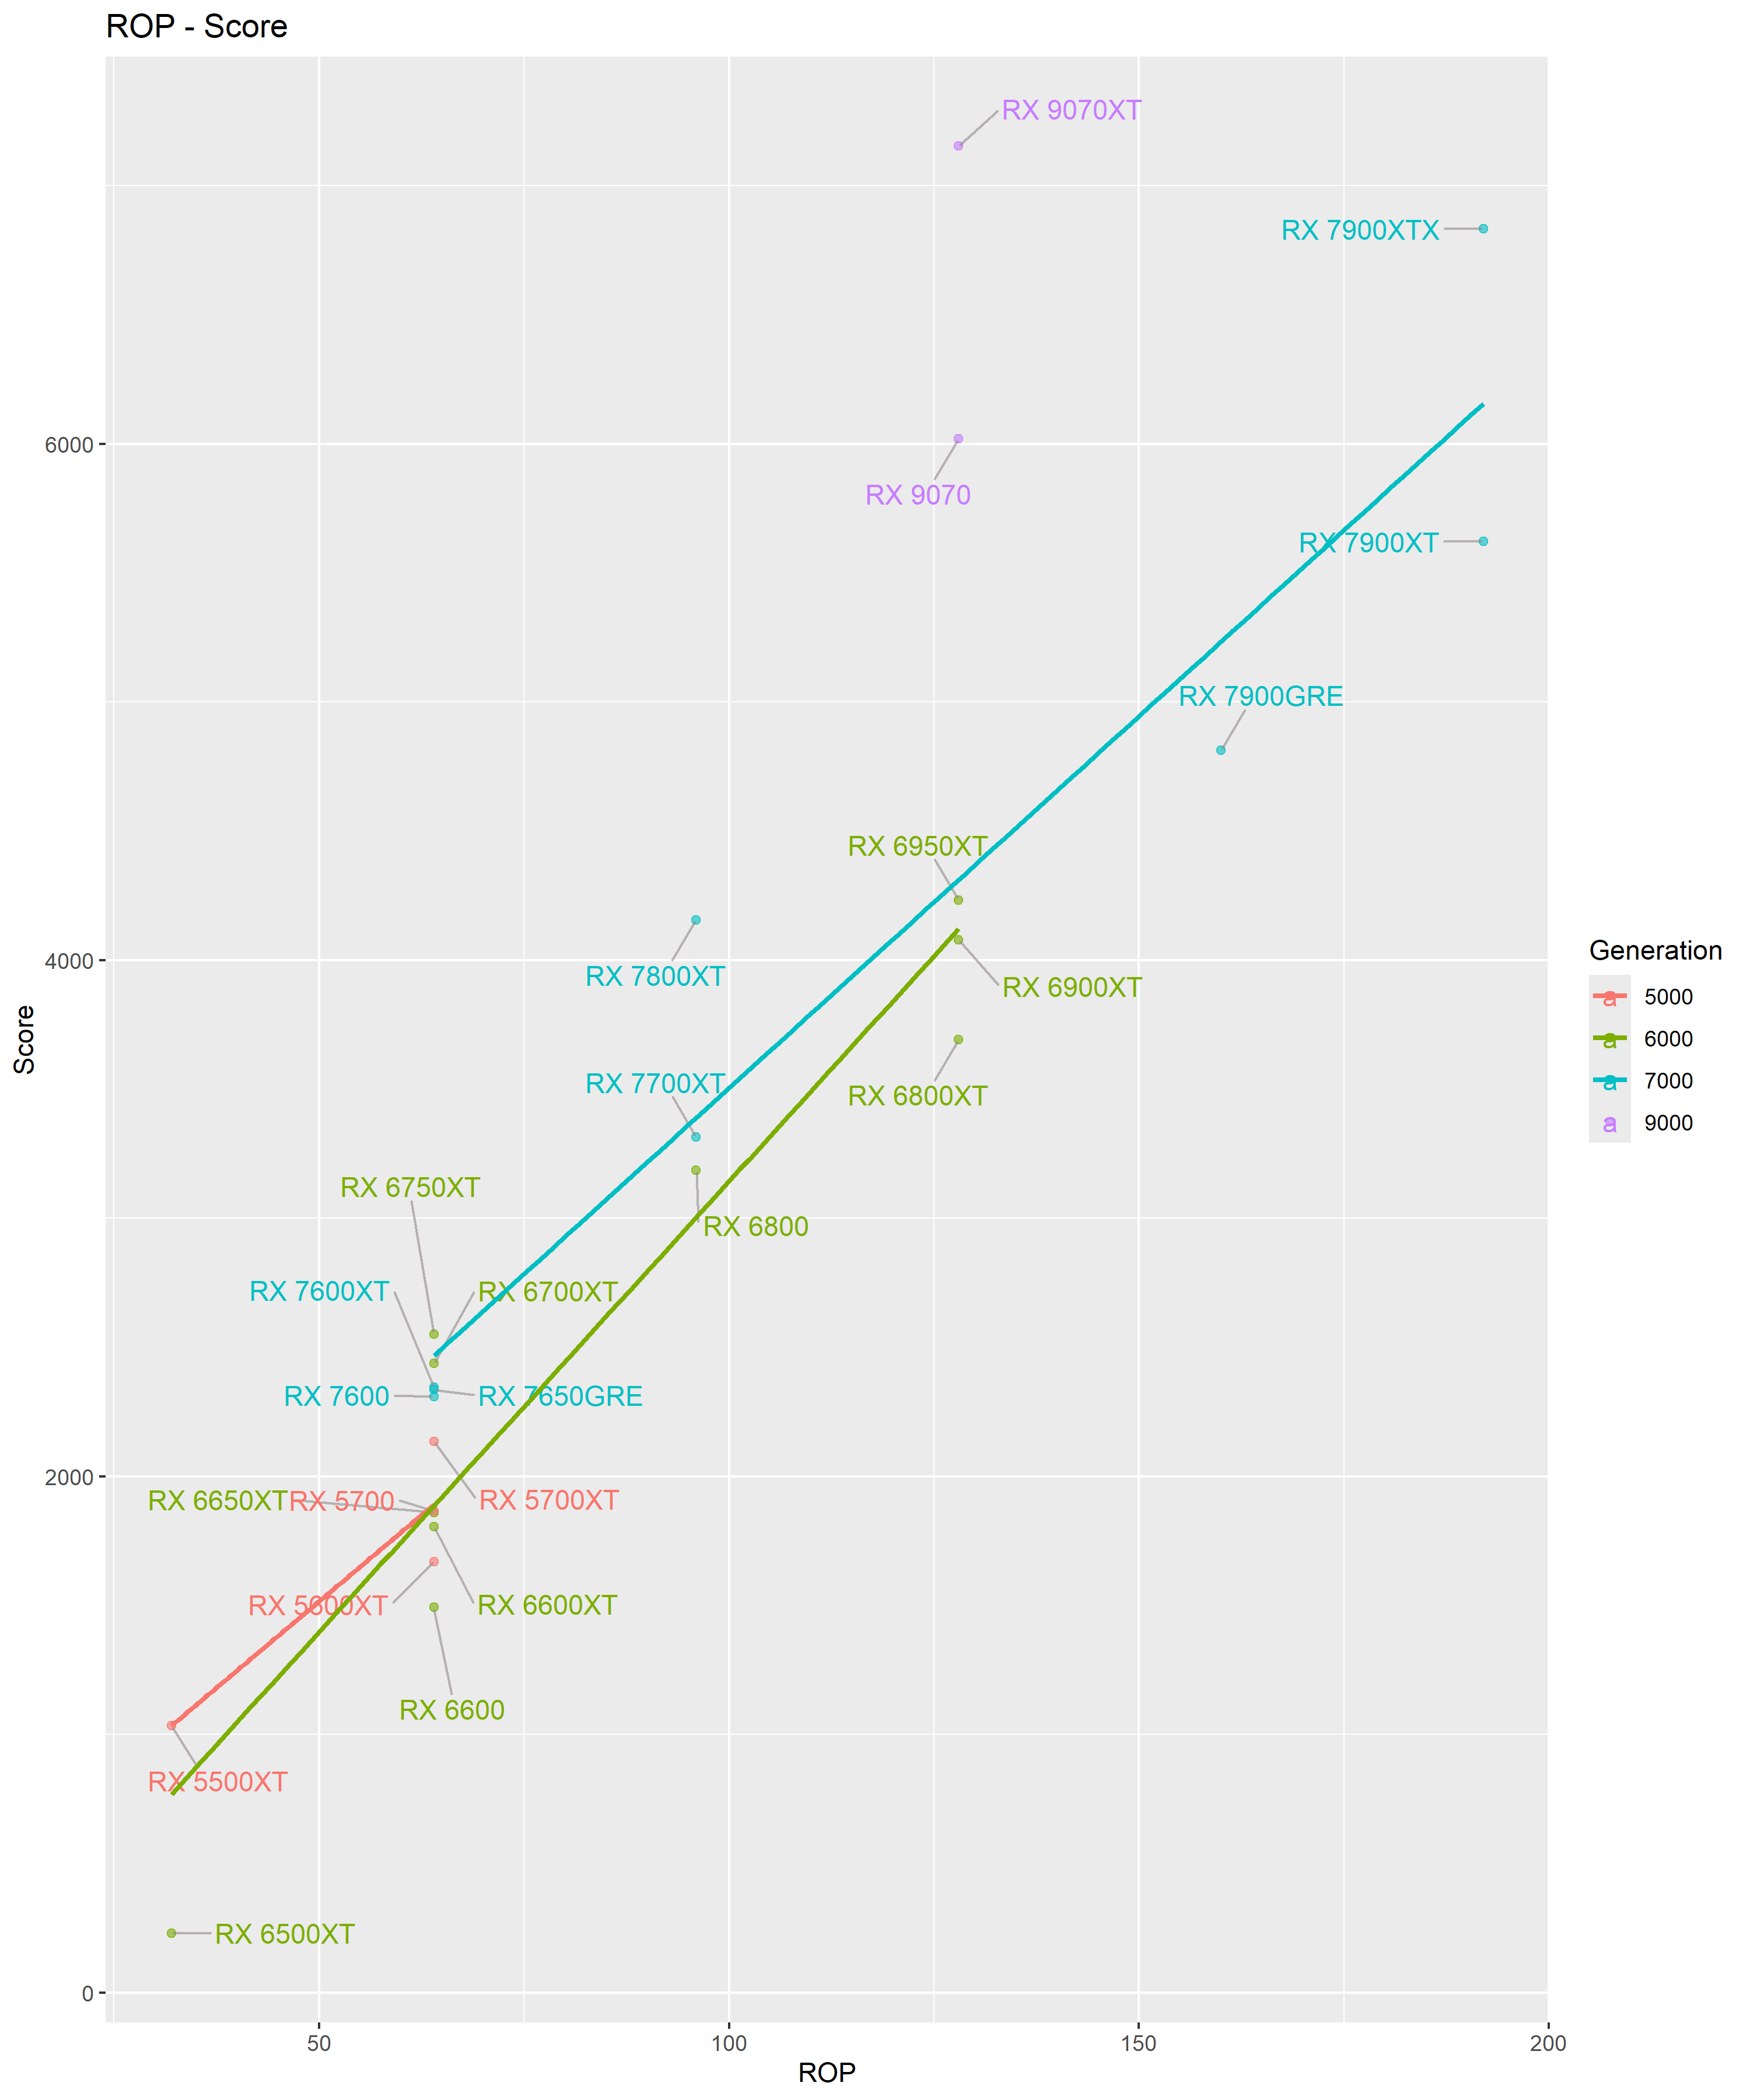 ROP - Score
RX 9070XT
RX 7900XTX
6000
RX 9070
RX 7900XT
RX 7900GRE
RX 6950XT
4000
RX 7800XT
RX 6900XT
Score
RX 7700XT
RX 6800XT
RX 6750XT
RX 6800
RX 7600XT
RX 6700XT
RX 7600
RX 7650GRE
2000
RX 6650XT
RX 5700
RX 5700XT
RX 5600XT
RX 6600XT
RX 6600
RX 5500XT
RX 6500XT
0
50
100
150
200
ROP
Generation
a 5000
a 6000
a 7000
a 9000